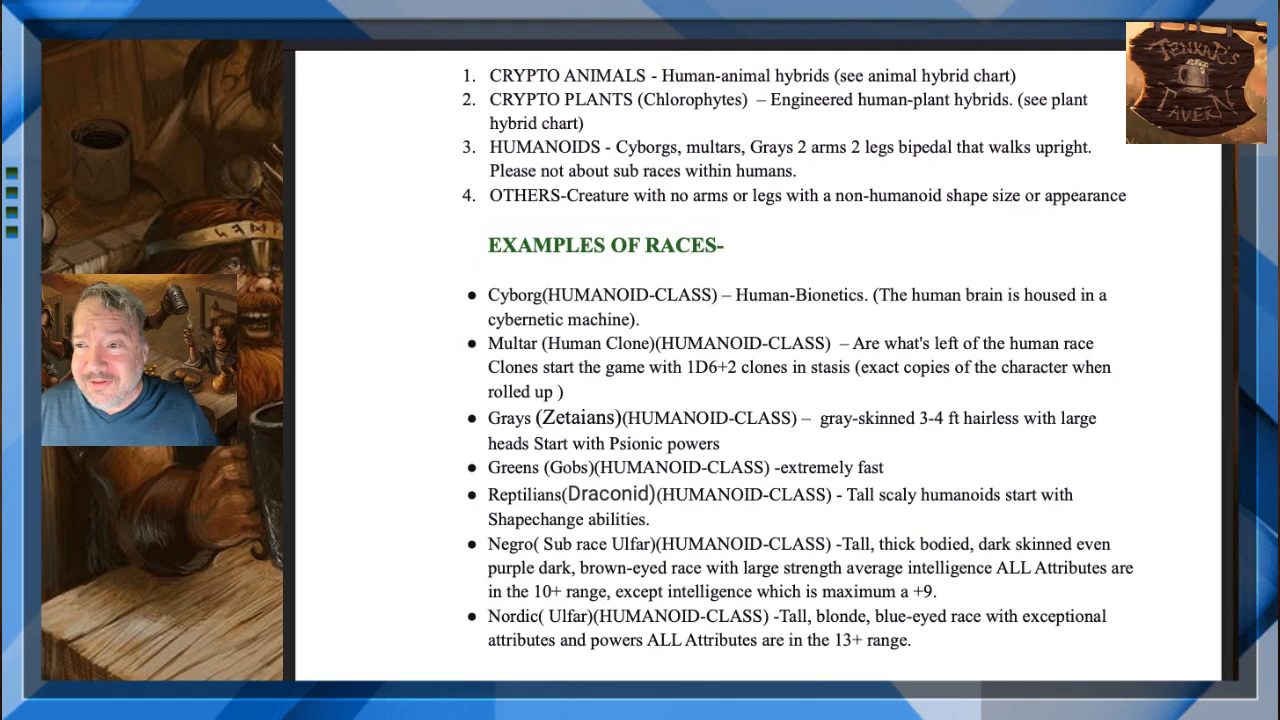 TENKAR'S
TAVERN
1. CRYPTO ANIMALS - Human-animal hybrids (see animal hybrid chart)
2. CRYPTO PLANTS (Chlorophytes) – Engineered human-plant hybrids. (see plant
hybrid chart)
3. HUMANOIDS - Cyborgs, multars, Grays 2 arms 2 legs bipedal that walks upright.
Please not about sub races within humans.
4. OTHERS-Creature with no arms or legs with a non-humanoid shape size or appearance
EXAMPLES OF RACES-
● Cyborg(HUMANOID-CLASS) – Human-Bionetics. (The human brain is housed in a
cybernetic machine).
● Multar (Human Clone)(HUMANOID-CLASS) – Are what's left of the human race
Clones start the game with 1D6+2 clones in stasis (exact copies of the character when
rolled up )
● Grays (Zetaians)(HUMANOID-CLASS) – gray-skinned 3-4 ft hairless with large
heads Start with Psionic powers
● Greens (Gobs)(HUMANOID-CLASS) -extremely fast
● Reptilians(Draconid)(HUMANOID-CLASS) - Tall scaly humanoids start with
Shapechange abilities.
● Negro( Sub race Ulfar)(HUMANOID-CLASS) -Tall, thick bodied, dark skinned even
purple dark, brown-eyed race with large strength average intelligence ALL Attributes are
in the 10+ range, except intelligence which is maximum a +9.
● Nordic( Ulfar)(HUMANOID-CLASS) -Tall, blonde, blue-eyed race with exceptional
attributes and powers ALL Attributes are in the 13+ range.